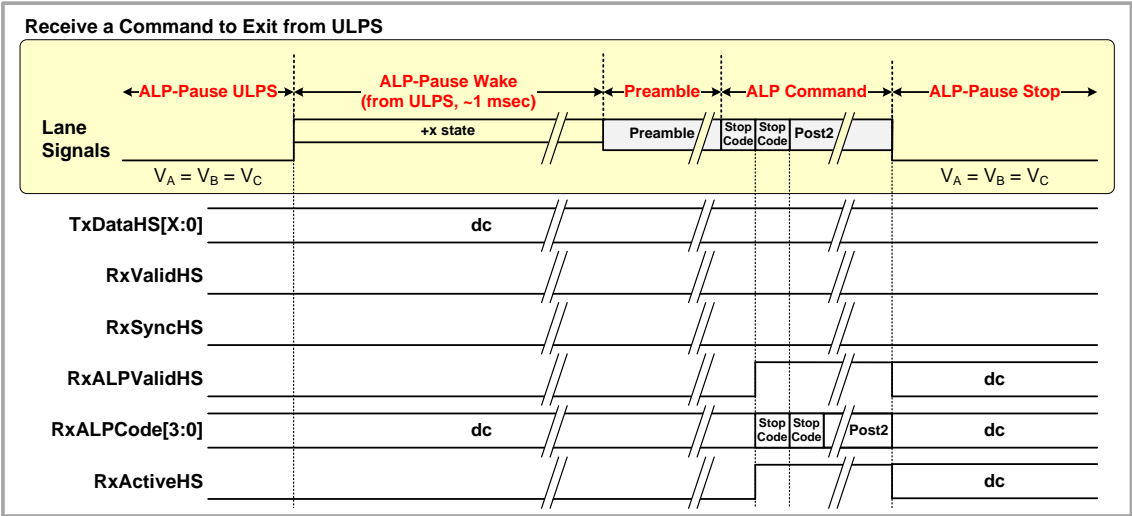 Receive a Command to Exit from ULPS
ALP-Pause ULPS
ALP-Pause Wake
(from ULPS, ~1 msec)
Preamble
ALP Command
ALP-Pause Stop
Lane
Signals
+x state
Preamble
Stop
Code
Stop
Code
Post2
VA = VB = VC
VA = VB = VC
TxDataHS[X:0]
dc
RxValidHS
RxSyncHS
RxALPValidHS
dc
RxALPCode[3:0]
dc
Stop
Code
Stop
Code
Post2
dc
RxActiveHS
dc